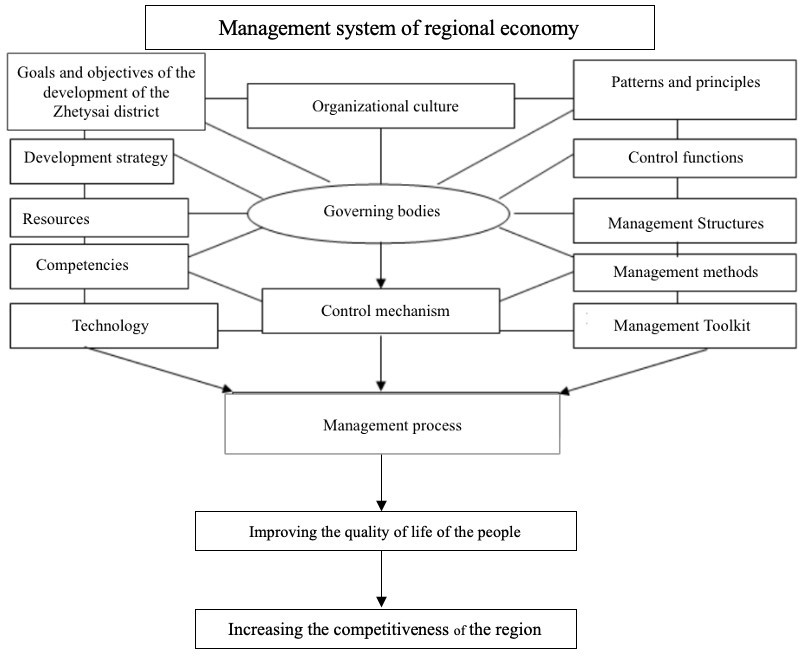 Management system of regional economy
Goals and objectives of the
development of the
Zhetysai district
Organizational culture
Patterns and principles
Development strategy
Control functions
Governing bodies
Resources
Management Structures
Competencies
Management methods
Control mechanism
Technology
Management Toolkit
Management process
Improving the quality of life of the people
Increasing the competitiveness of the region